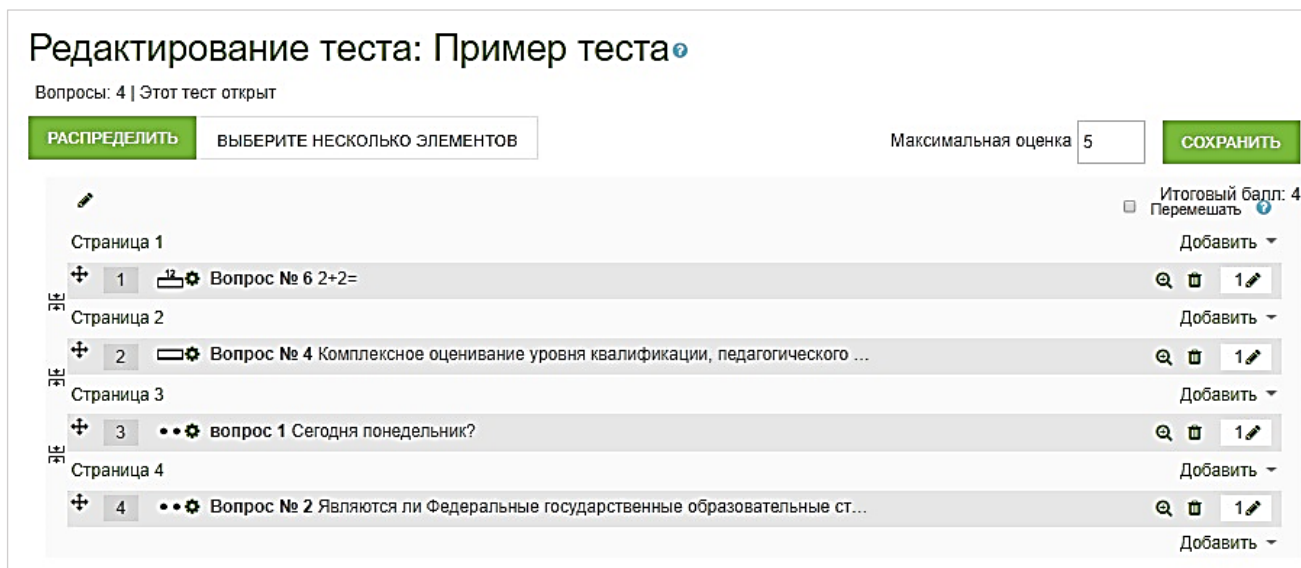 Редактирование теста: Пример теста
Вопросы: 4 | Этот тест открыт
РАСПРЕДЕЛИТЬ ВЫБЕРИТЕ НЕСКОЛЬКО ЭЛЕМЕНТОВ Максимальная оценка 5 СОХРАНИТЬ
Итоговый балл: 4
Перемешать
Страница 1 Добавить
1 12 Вопрос № 6 2+2= 1
Страница 2 Добавить
2 Вопрос № 4 Комплексное оценивание уровня квалификации, педагогического ... 1
Страница 3 Добавить
3 вопрос 1 Сегодня понедельник? 1
Страница 4 Добавить
4 Вопрос № 2 Являются ли Федеральные государственные образовательные ст... 1
Добавить